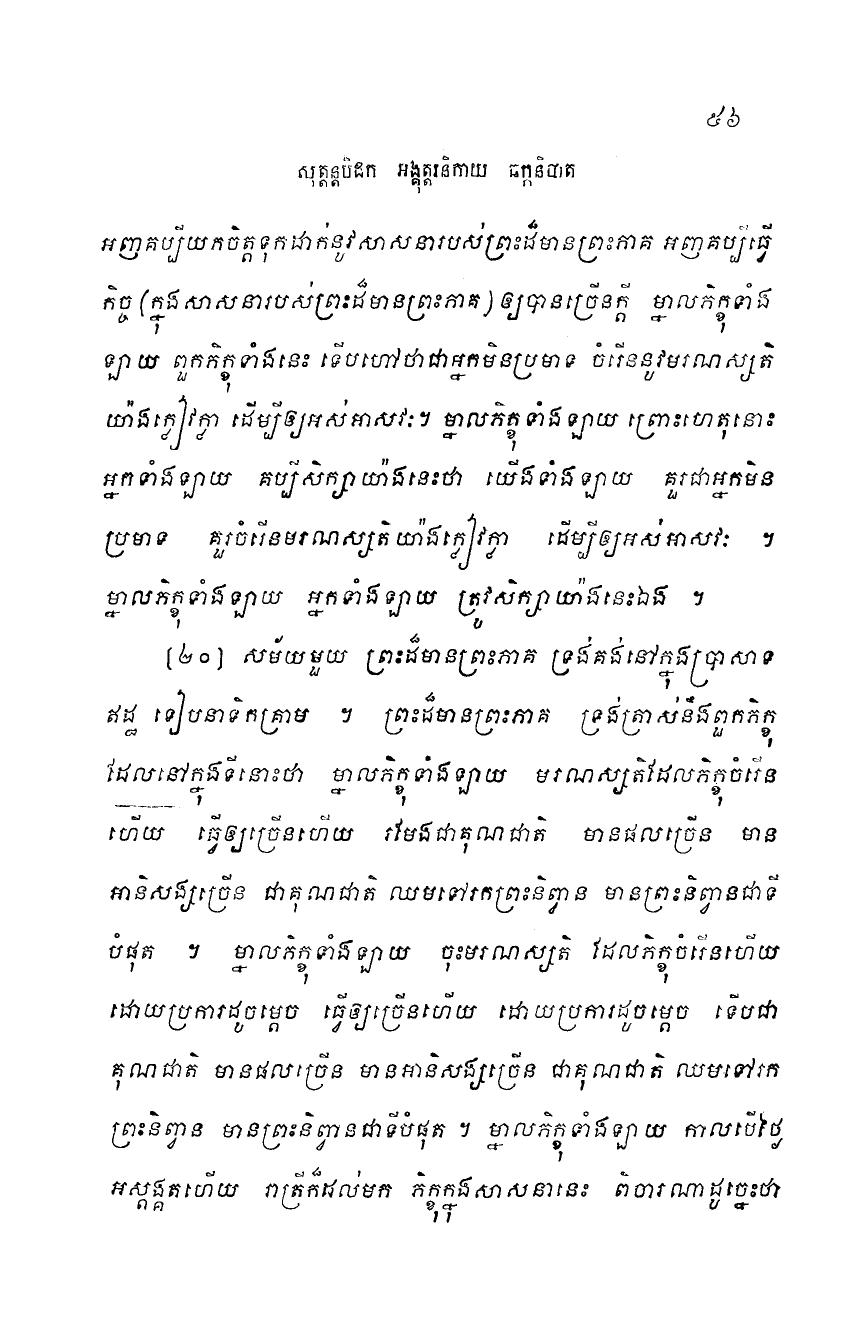 ៩៦
សុត្តន្តបិដក អង្គុត្តរនិកាយ ឆក្កនិបាត
អញគប្បីយកចិត្តទុកដាក់នូវសាសនារបស់ព្រះដ៏មានព្រះភាគ អញគប្បីធ្វើ
កិច្ច (ក្នុងសាសនារបស់ព្រះដ៏មានព្រះភាគ) ឲ្យបានច្រើនក្តី ម្នាលភិក្ខុទាំង
ឡាយ ពួកភិក្ខុទាំងនេះ ទើបហៅថាជាអ្នកមិនប្រមាទ ចំរើននូវមរណស្សតិ
យ៉ាងក្លៀវក្លា ដើម្បីឲ្យអស់អាសវៈ។ ម្នាលភិក្ខុទាំងឡាយ ព្រោះហេតុនោះ
អ្នកទាំងឡាយ គប្បីសិក្សាយ៉ាងនេះថា យើងទាំងឡាយ គួរជាអ្នកមិន
ប្រមាទ គួរចំរើនមរណស្សតិយ៉ាងក្លៀវក្លា ដើម្បីឲ្យអស់អាសវៈ ។
ម្នាលភិក្ខុទាំងឡាយ អ្នកទាំងឡាយ ត្រូវសិក្សាយ៉ាងនេះឯង ។
[២០] សម័យមួយ ព្រះដ៏មានព្រះភាគ ទ្រង់គង់នៅក្នុងប្រាសាទ
ឥដ្ឋ ទៀបនាទិកគ្រាម ។ ព្រះដ៏មានព្រះភាគ ទ្រង់ត្រាស់នឹងពួកភិក្ខុ
ដែលនៅក្នុងទីនោះថា ម្នាលភិក្ខុទាំងឡាយ មរណស្សតិដែលភិក្ខុចំរើន
ហើយ ធ្វើឲ្យច្រើនហើយ រមែងជាគុណជាតិ មានផលច្រើន មាន
អានិសង្សច្រើន ជាគុណជាតិ ឈមទៅរកព្រះនិព្វាន មានព្រះនិព្វានជាទី
បំផុត ។ ម្នាលភិក្ខុទាំងឡាយ ចុះមរណស្សតិ ដែលភិក្ខុចំរើនហើយ
ដោយប្រការដូចម្តេច ធ្វើឲ្យច្រើនហើយ ដោយប្រការដូចម្តេច ទើបជា
គុណជាតិ មានផលច្រើន មានអានិសង្សច្រើន ជាគុណជាតិ ឈមទៅរក
ព្រះនិព្វាន មានព្រះនិព្វានជាទីបំផុត ។ ម្នាលភិក្ខុទាំងឡាយ កាលបើថ្ងៃ
អស្តង្គតហើយ រាត្រីក៏ដល់មក ភិក្ខុក្នុងសាសនានេះ ពិចារណាដូច្នេះថា